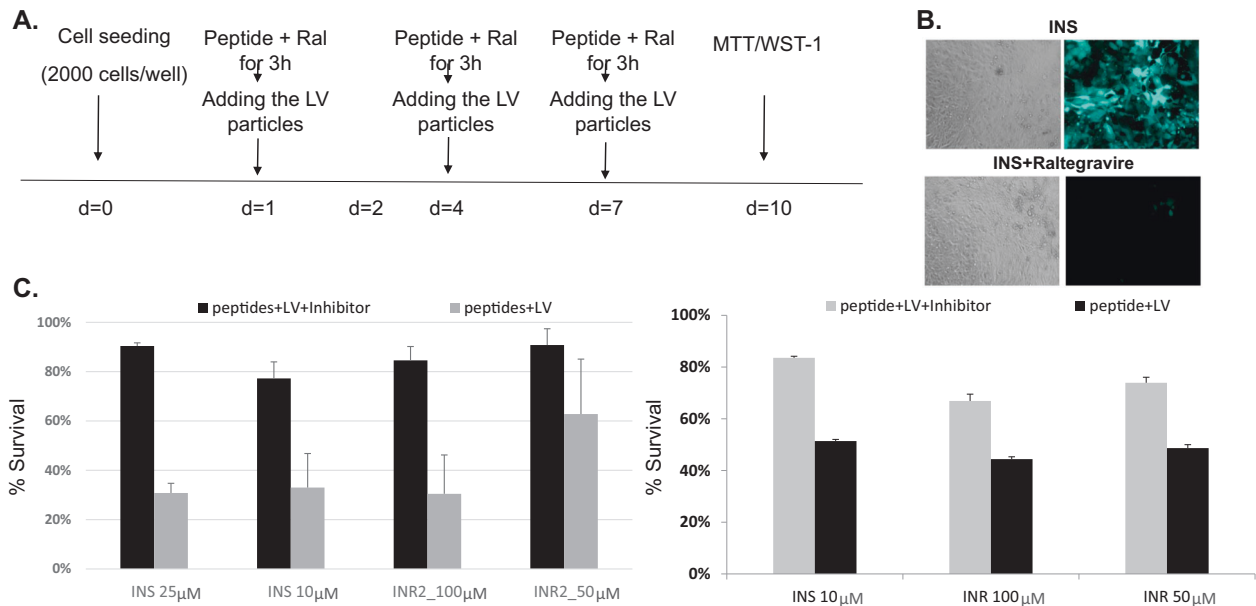 A.
Cell seeding
(2000 cells/well)
Peptide + Ral
for 3h
Adding the LV
particles
Peptide + Ral
for 3h
Adding the LV
particles
Peptide + Ral
for 3h
Adding the LV
particles
MTT/WST-1
d=0 d=1 d=2 d=4 d=7 d=10
B.
INS
INS+Raltegravire
C.
peptides+LV+Inhibitor peptides+LV
% Survival
100%
80%
60%
40%
20%
0%
INS 25µM INS 10µM INR2_100µM INR2_50µM
peptide+LV+Inhibitor peptide+LV
% Survival
100%
80%
60%
40%
20%
0%
INS 10µM INR 100µM INR 50µM